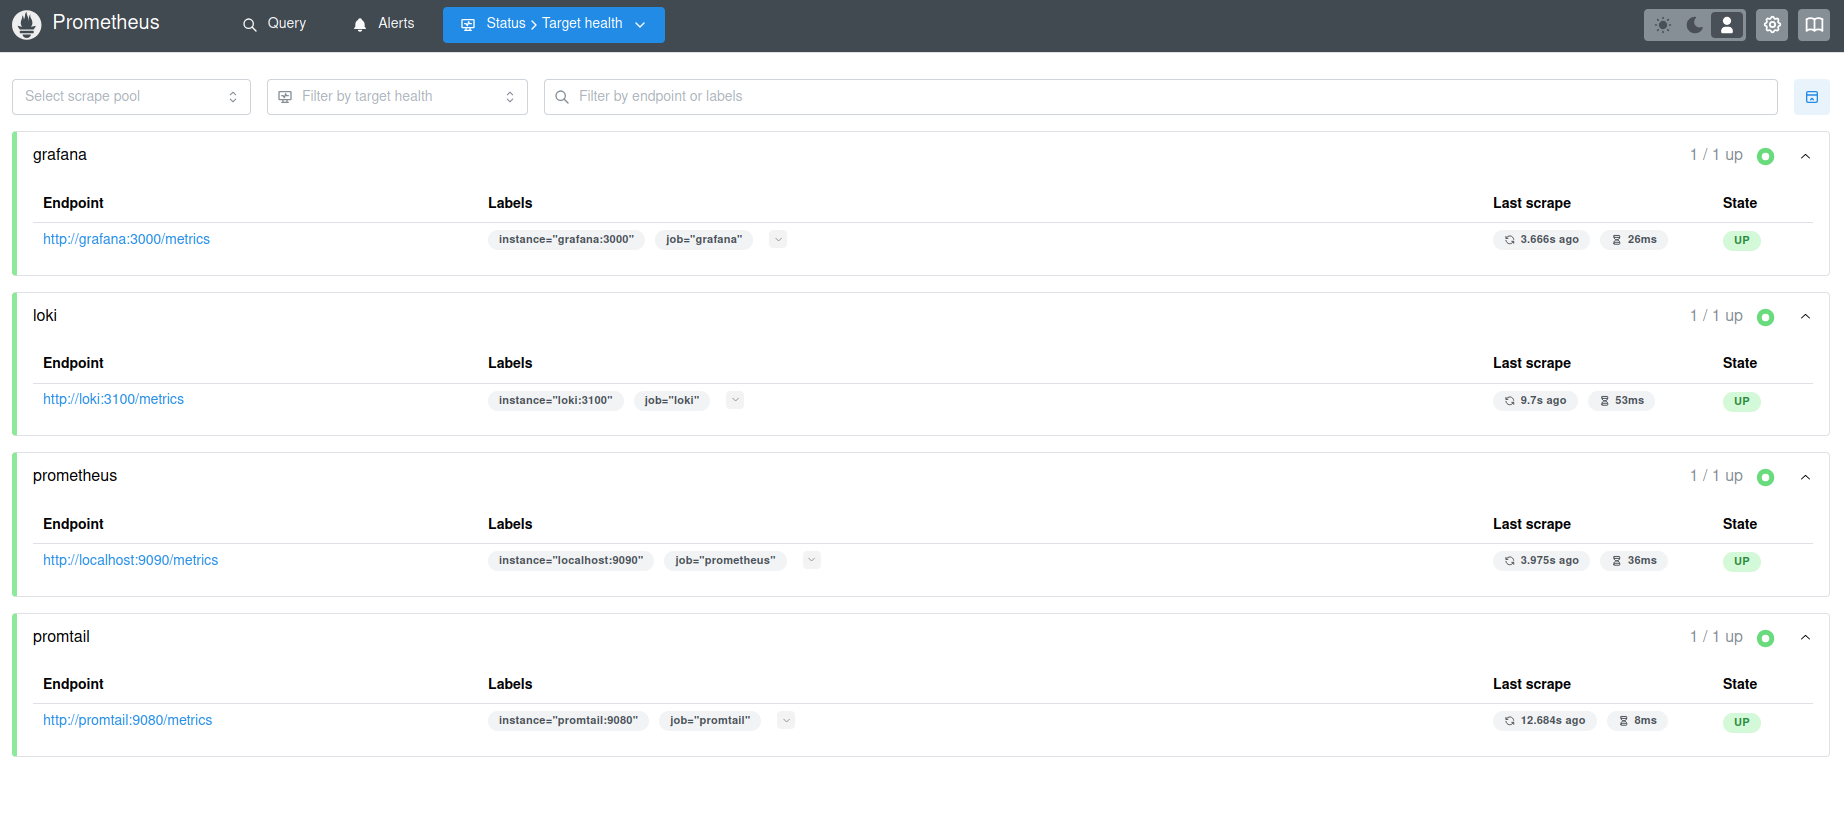 Prometheus Query Alerts Status > Target health
Select scrape pool Filter by target health Filter by endpoint or labels
grafana 1 / 1 up
Endpoint Labels Last scrape State
http://grafana:3000/metrics instance="grafana:3000" job="grafana" 3.666s ago 26ms UP
loki 1 / 1 up
Endpoint Labels Last scrape State
http://loki:3100/metrics instance="loki:3100" job="loki" 9.7s ago 53ms UP
prometheus 1 / 1 up
Endpoint Labels Last scrape State
http://localhost:9090/metrics instance="localhost:9090" job="prometheus" 3.975s ago 36ms UP
promtail 1 / 1 up
Endpoint Labels Last scrape State
http://promtail:9080/metrics instance="promtail:9080" job="promtail" 12.684s ago 8ms UP